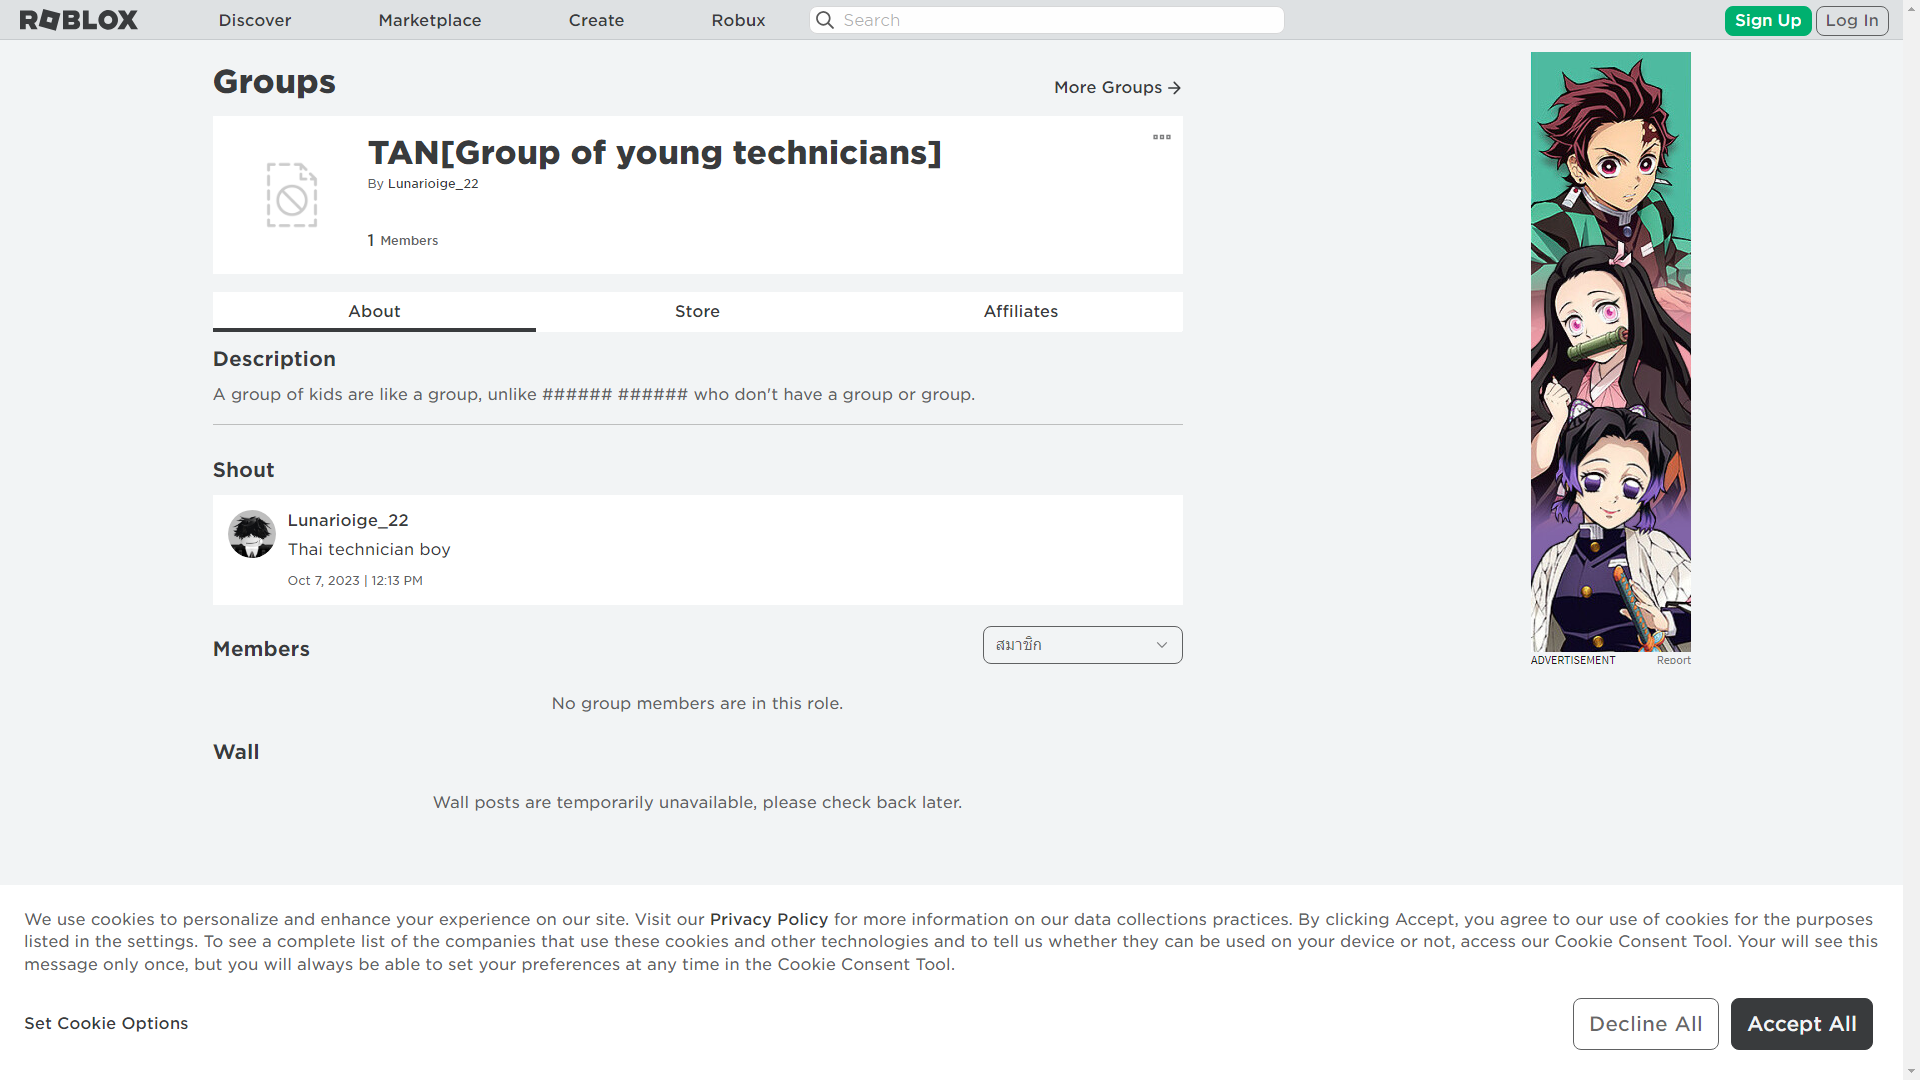 ROBLOX Discover Marketplace Create Robux Search Sign Up Log In
Groups
More Groups
TAN[Group of young technicians]
By Lunarioige_22
1 Members
About Store Affiliates
Description
A group of kids are like a group, unlike ###### ###### who don't have a group or group.
Shout
Lunarioige_22
Thai technician boy
Oct 7, 2023 | 12:13 PM
Members
สมาชิก
No group members are in this role.
Wall
Wall posts are temporarily unavailable, please check back later.
ADVERTISEMENT Report
We use cookies to personalize and enhance your experience on our site. Visit our Privacy Policy for more information on our data collections practices. By clicking Accept, you agree to our use of cookies for the purposes
listed in the settings. To see a complete list of the companies that use these cookies and other technologies and to tell us whether they can be used on your device or not, access our Cookie Consent Tool. Your will see this
message only once, but you will always be able to set your preferences at any time in the Cookie Consent Tool.
Set Cookie Options
Decline All
Accept All